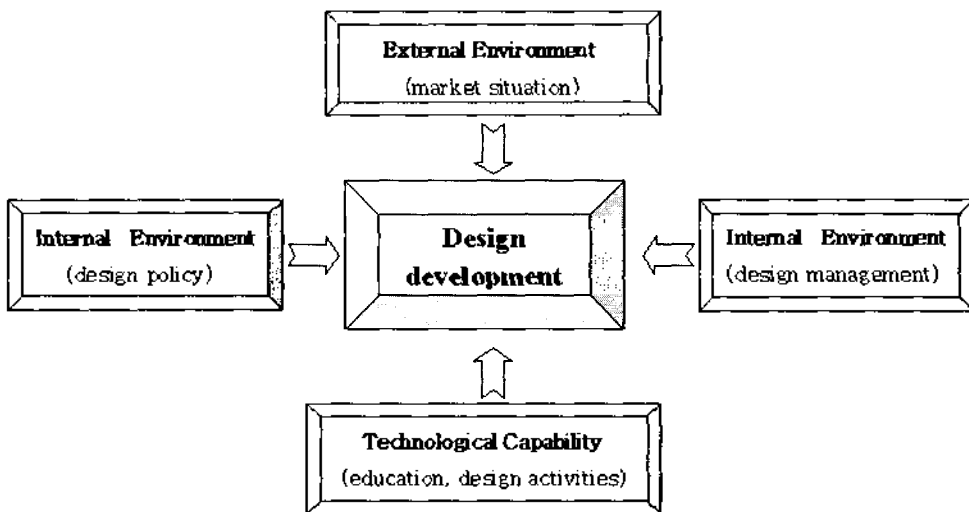 External Environment
(market situation)
Internal Environment
(design policy)
Design
development
Internal Environment
(design management)
Technological Capability
(education, design activities)